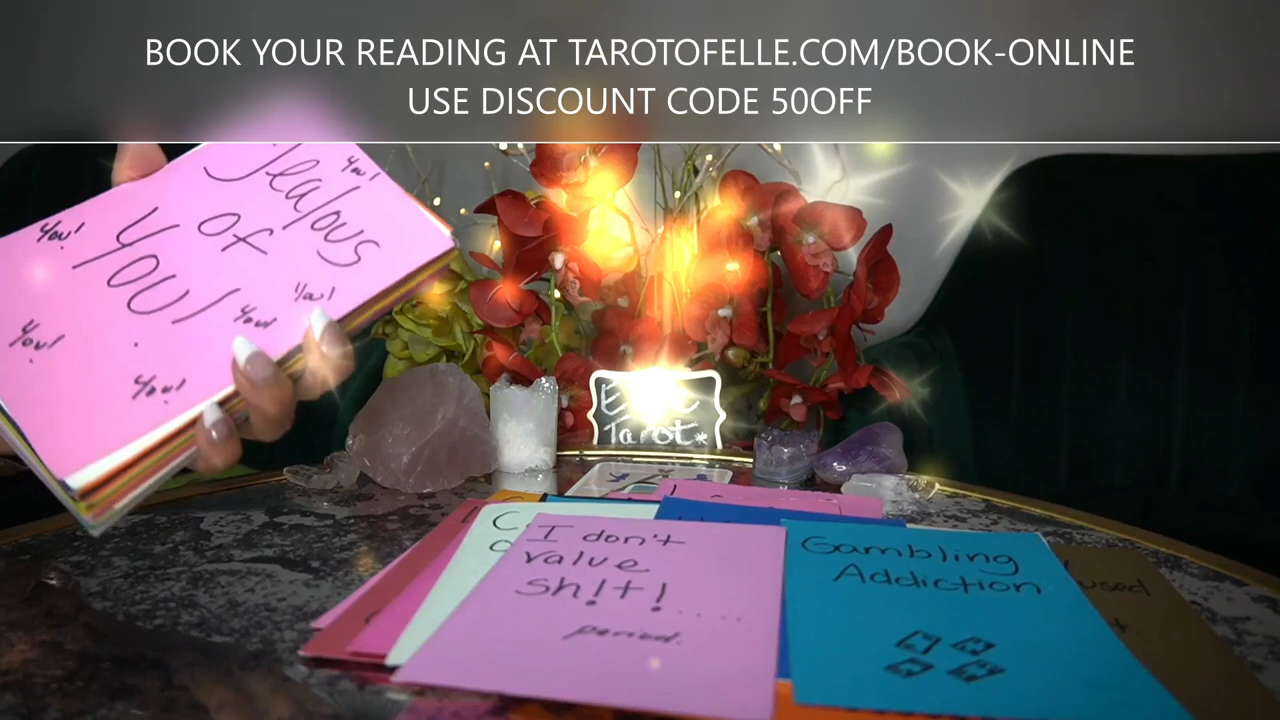 BOOK YOUR READING AT TAROTOFELLE.COM/BOOK-ONLINE
USE DISCOUNT CODE 50OFF
Jealous
of
You!
You!
You!
You!
You!
You!
You!
Tarot*
I don't
value
sh!t!.....
period.
Gambling
Addiction
used